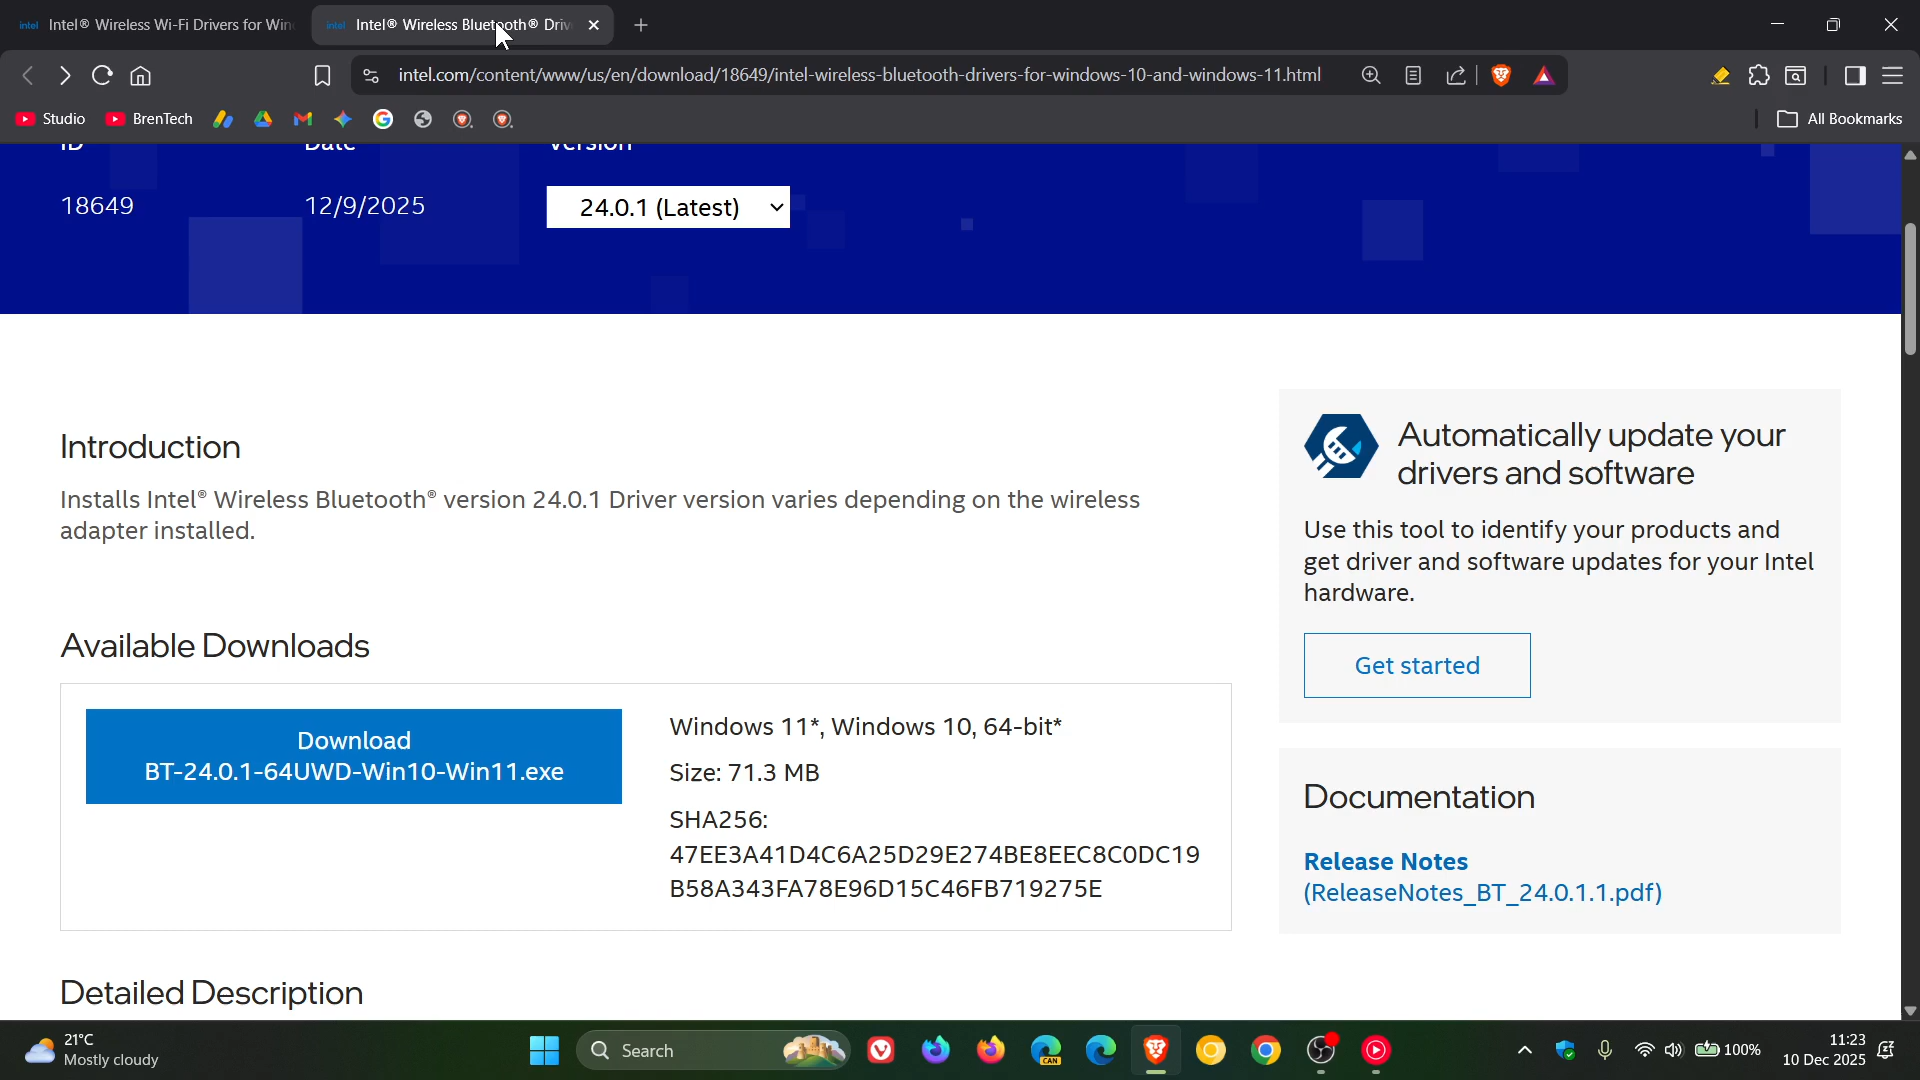 intel Intel® Wireless Wi-Fi Drivers for Win
intel Intel® Wireless Bluetooth® Driv
intel.com/content/www/us/en/download/18649/intel-wireless-bluetooth-drivers-for-windows-10-and-windows-11.html
Studio
BrenTech
All Bookmarks
ID Date Version
18649 12/9/2025 24.0.1 (Latest)
Introduction
Installs Intel® Wireless Bluetooth® version 24.0.1 Driver version varies depending on the wireless
adapter installed.
Available Downloads
Download
BT-24.0.1-64UWD-Win10-Win11.exe
Windows 11*, Windows 10, 64-bit*
Size: 71.3 MB
SHA256:
47EE3A41D4C6A25D29E274BE8EEC8C0DC19
B58A343FA78E96D15C46FB719275E
Detailed Description
Automatically update your
drivers and software
Use this tool to identify your products and
get driver and software updates for your Intel
hardware.
Get started
Documentation
Release Notes
(ReleaseNotes_BT_24.0.1.1.pdf)
21°C
Mostly cloudy
Search
CAN
100%
11:23
10 Dec 2025